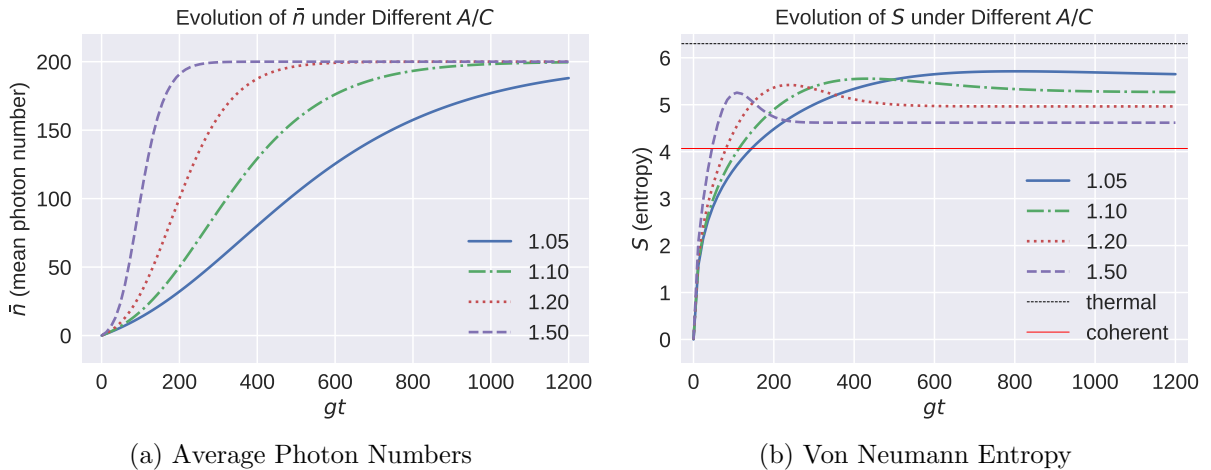 Evolution of n̄ under Different A/C
n̄ (mean photon number)
200
150
100
50
0
1.05
1.10
1.20
1.50
0 200 400 600 800 1000 1200
gt
(a) Average Photon Numbers
Evolution of S under Different A/C
S (entropy)
6
5
4
3
2
1
0
1.05
1.10
1.20
1.50
thermal
coherent
0 200 400 600 800 1000 1200
gt
(b) Von Neumann Entropy